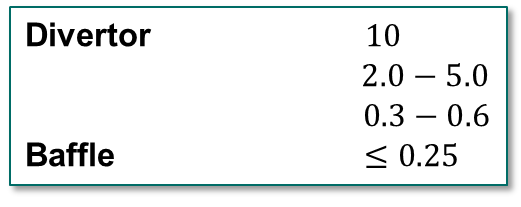 Divertor 10
2.0 – 5.0
0.3 – 0.6
Baffle ≤ 0.25